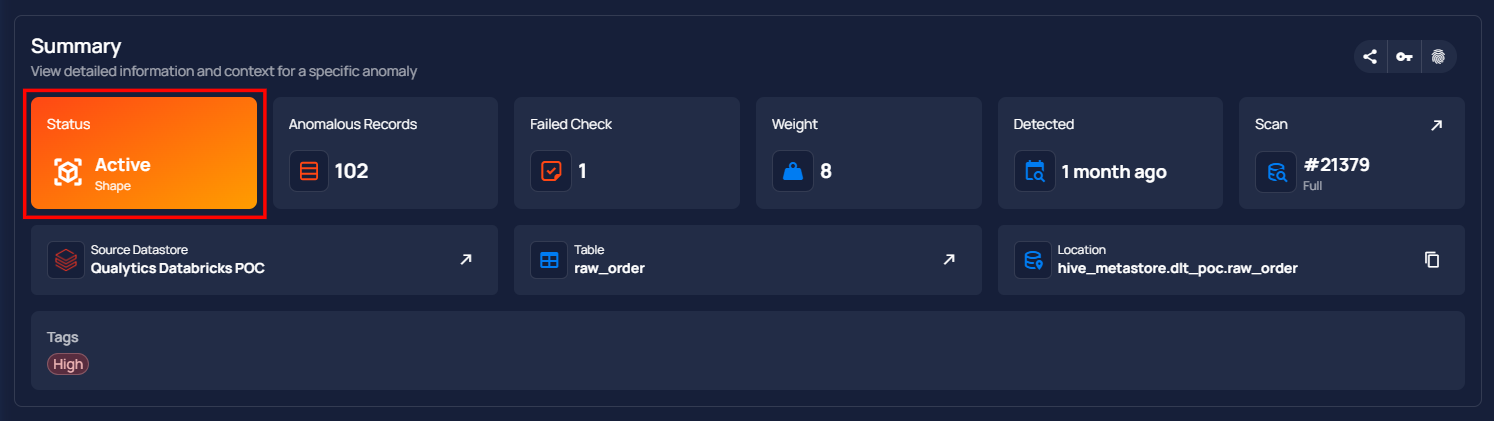 Summary
View detailed information and context for a specific anomaly
Status
Active
Shape
Anomalous Records
102
Failed Check
1
Weight
8
Detected
1 month ago
Scan
#21379
Full
Source Datastore
Qualytics Databricks POC
Table
raw_order
Location
hive_metastore.dlt_poc.raw_order
Tags
High